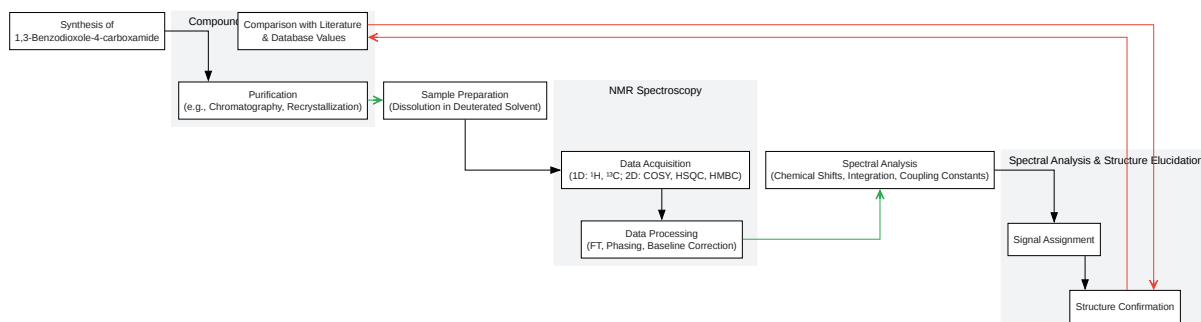 Synthesis of
1,3-Benzodioxole-4-carboxamide
Compound
Comparison with Literature
& Database Values
Purification
(e.g., Chromatography, Recrystallization)
Sample Preparation
(Dissolution in Deuterated Solvent)
NMR Spectroscopy
Data Acquisition
(1D: ¹H, ¹³C; 2D: COSY, HSQC, HMBC)
Data Processing
(FT, Phasing, Baseline Correction)
Spectral Analysis
(Chemical Shifts, Integration, Coupling Constants)
Spectral Analysis & Structure Elucidation
Signal Assignment
Structure Confirmation